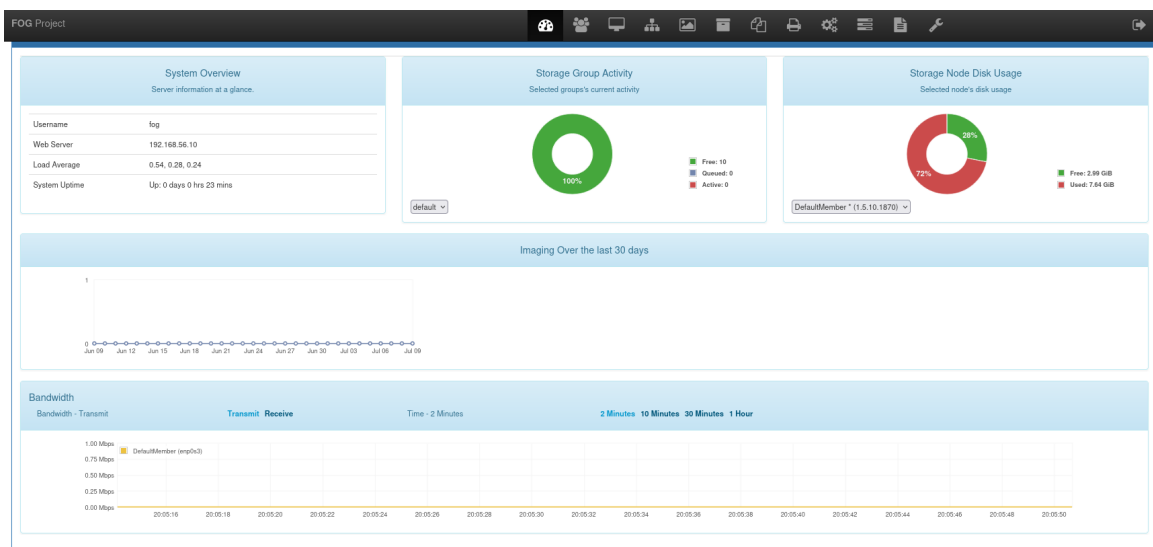 FOG Project
System Overview
Server information at a glance.
Username fog
Web Server 192.168.56.10
Load Average 0.54, 0.28, 0.24
System Uptime Up: 0 days 0 hrs 23 mins
Storage Group Activity
Selected groups's current activity
100%
Free: 10
Queued: 0
Active: 0
default
Storage Node Disk Usage
Selected node's disk usage
28%
72%
Free: 2.99 GiB
Used: 7.64 GiB
DefaultMember * (1.5.10.1870)
Imaging Over the last 30 days
1
0
Jun 09 Jun 12 Jun 15 Jun 18 Jun 21 Jun 24 Jun 27 Jun 30 Jul 03 Jul 06 Jul 09
Bandwidth
Bandwidth - Transmit Transmit Receive Time - 2 Minutes 2 Minutes 10 Minutes 30 Minutes 1 Hour
1.00 Mbps
DefaultMember (enp0s3)
0.75 Mbps
0.50 Mbps
0.25 Mbps
0.00 Mbps
20:05:16 20:05:18 20:05:20 20:05:22 20:05:24 20:05:26 20:05:28 20:05:30 20:05:32 20:05:34 20:05:36 20:05:38 20:05:40 20:05:42 20:05:44 20:05:46 20:05:48 20:05:50